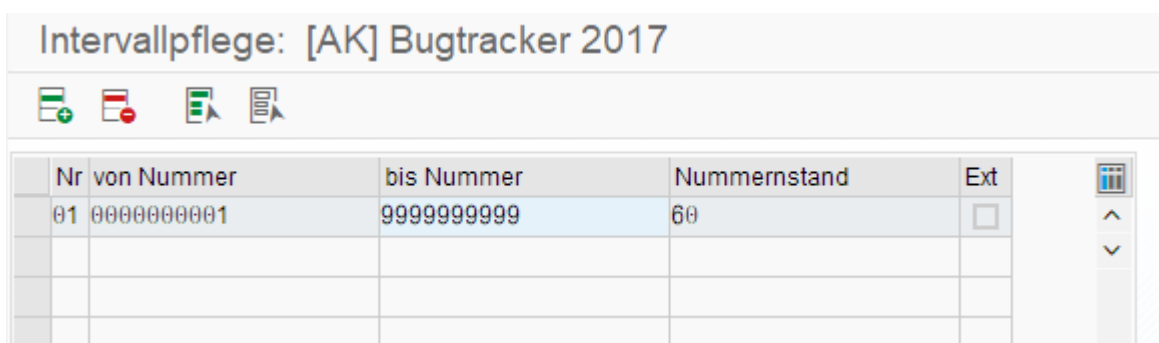 Intervallpflege: [AK] Bugtracker 2017
Nr von Nummer bis Nummer Nummernstand Ext
01 0000000001 9999999999 60